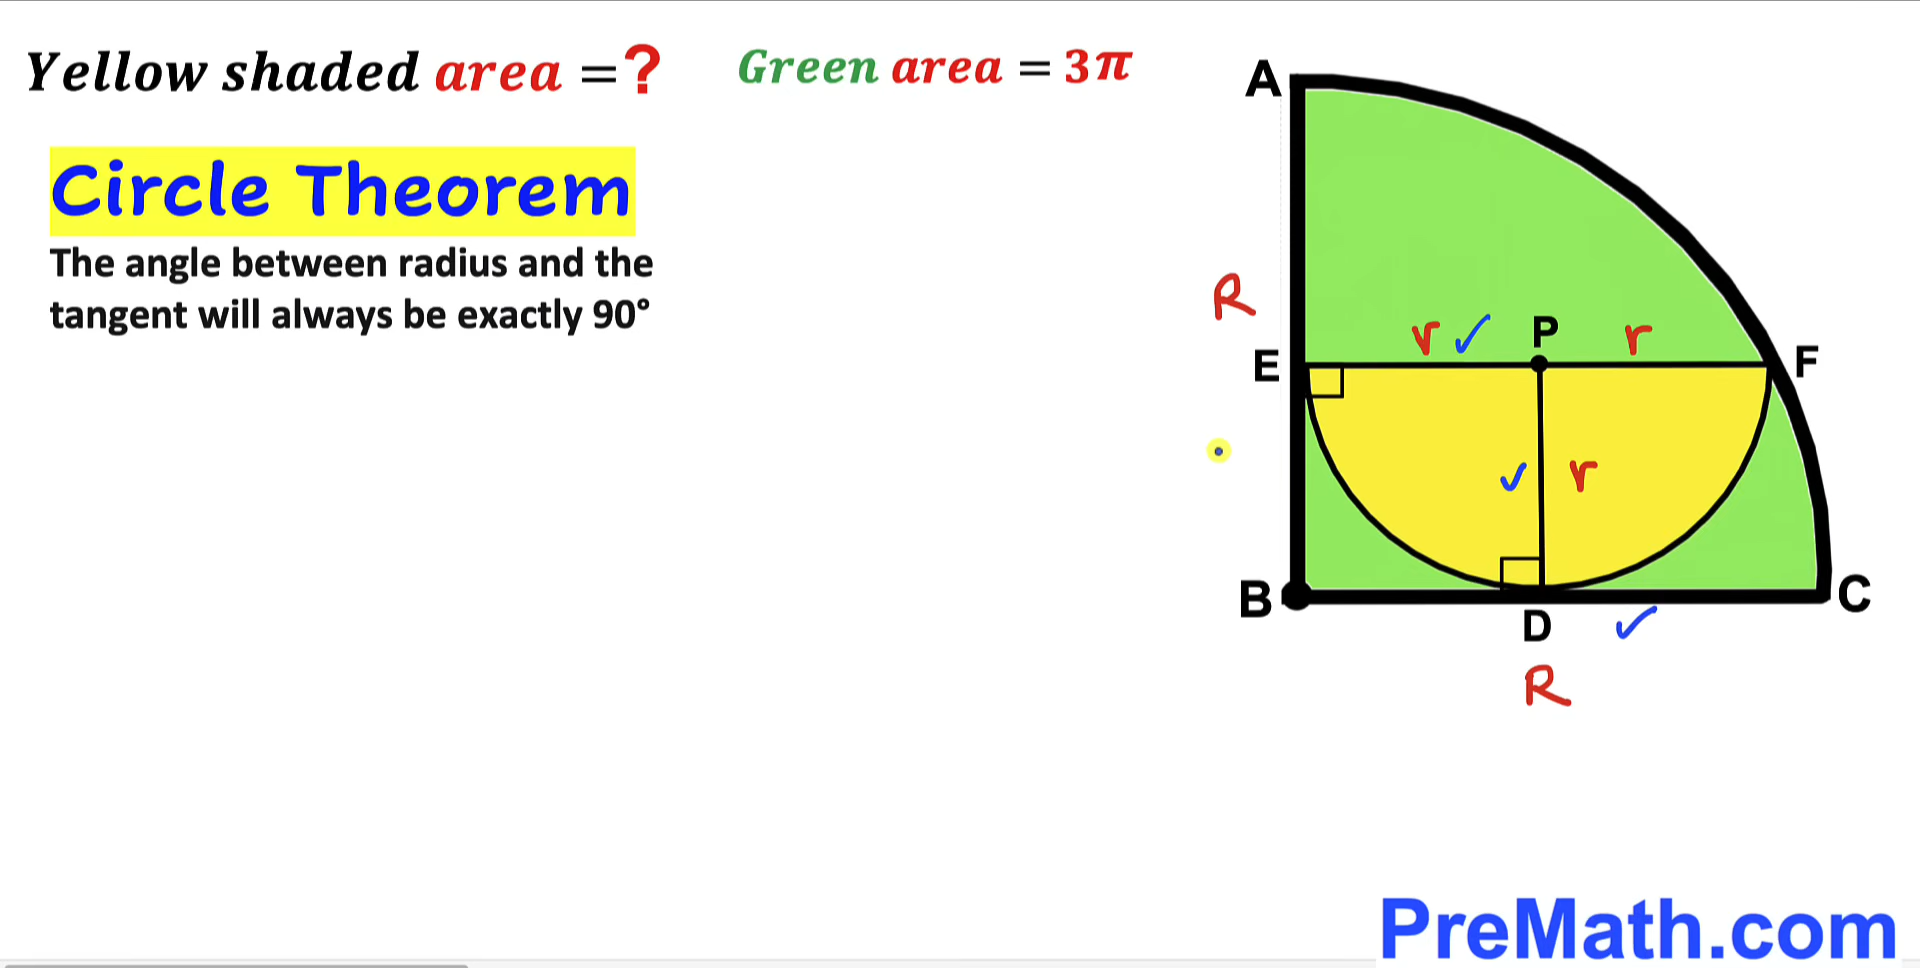 Yellow shaded area =? Green area = 3π
Circle Theorem
The angle between radius and the
tangent will always be exactly 90°
A
R
r P r
E F
r
B C
D
R
PreMath.com